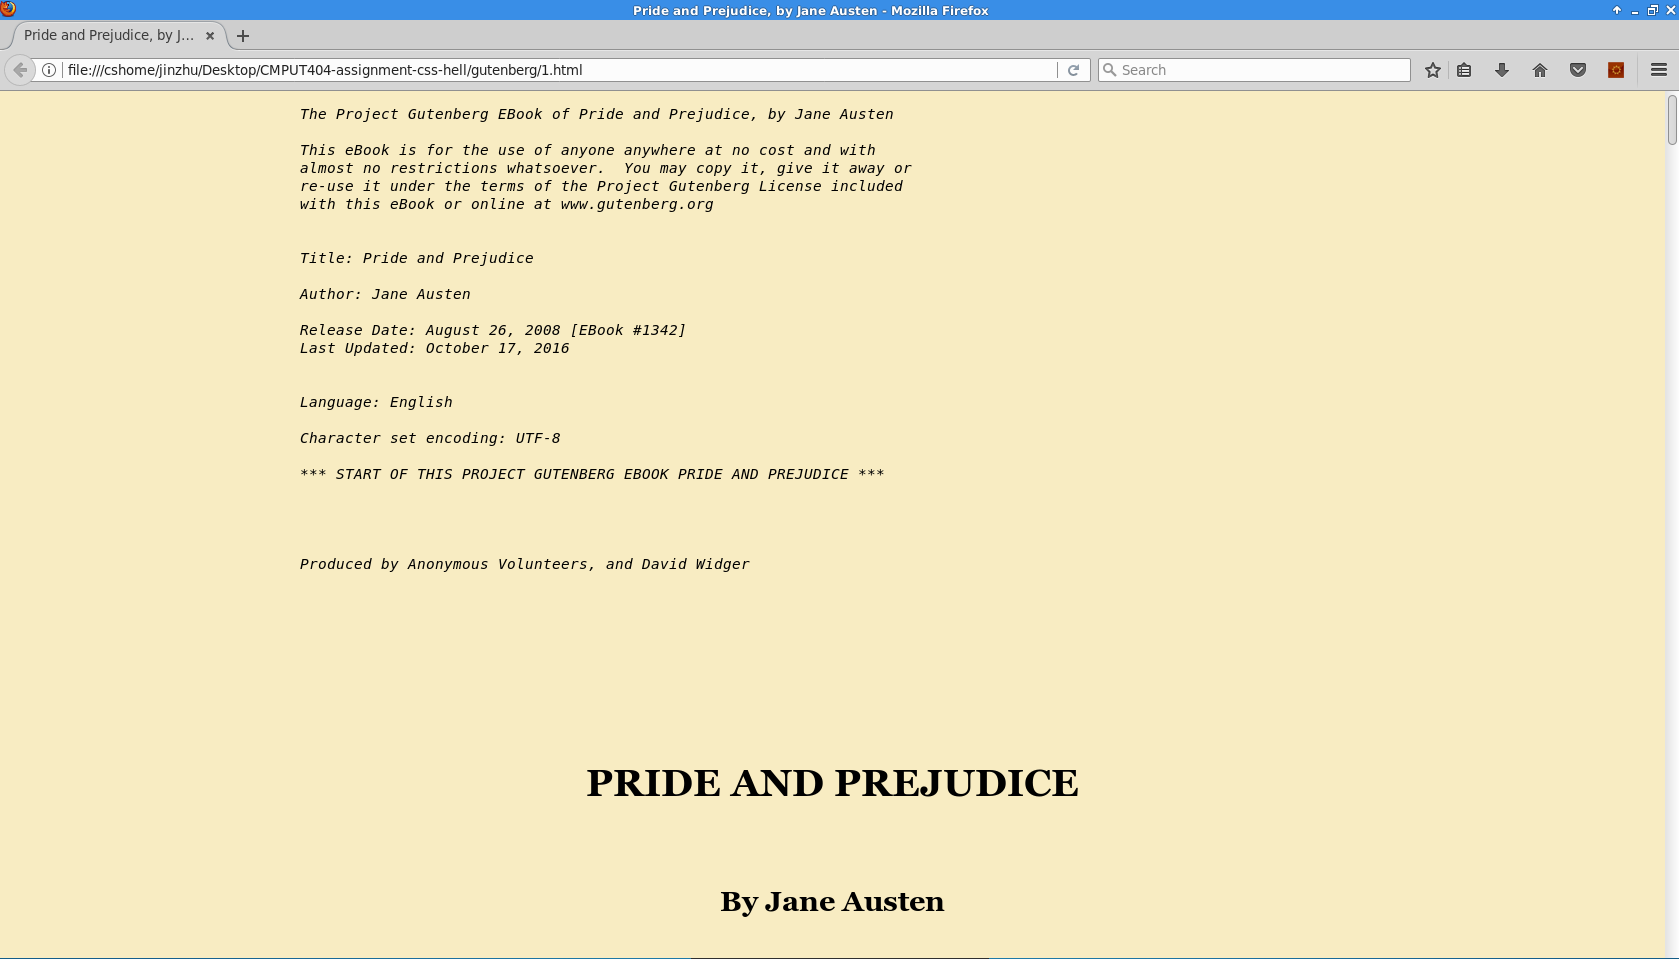 Pride and Prejudice, by Jane Austen - Mozilla Firefox
Pride and Prejudice, by J...
file:///cshome/jinzhu/Desktop/CMPUT404-assignment-css-hell/gutenberg/1.html
Search
The Project Gutenberg EBook of Pride and Prejudice, by Jane Austen
This eBook is for the use of anyone anywhere at no cost and with
almost no restrictions whatsoever.  You may copy it, give it away or
re-use it under the terms of the Project Gutenberg License included
with this eBook or online at www.gutenberg.org
Title: Pride and Prejudice
Author: Jane Austen
Release Date: August 26, 2008 [EBook #1342]
Last Updated: October 17, 2016
Language: English
Character set encoding: UTF-8
*** START OF THIS PROJECT GUTENBERG EBOOK PRIDE AND PREJUDICE ***
Produced by Anonymous Volunteers, and David Widger
PRIDE AND PREJUDICE
By Jane Austen